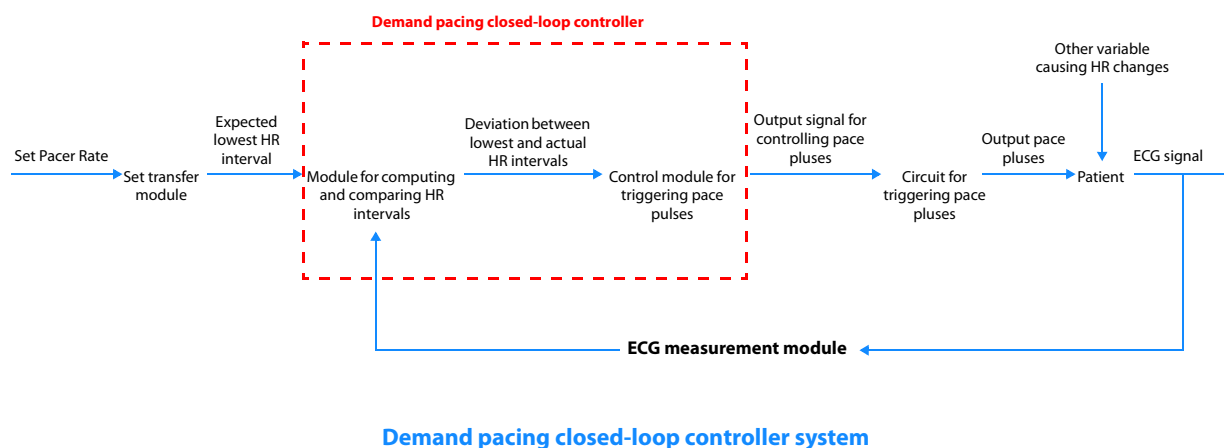 Demand pacing closed-loop controller
Other variable
causing HR changes
Set Pacer Rate
Set transfer
module
Expected
lowest HR
interval
Module for computing
and comparing HR
intervals
Deviation between
lowest and actual
HR intervals
Control module for
triggering pace
pulses
Output signal for
controlling pace
pluses
Circuit for
triggering pace
pluses
Output pace
pluses
Patient
ECG signal
ECG measurement module
Demand pacing closed-loop controller system